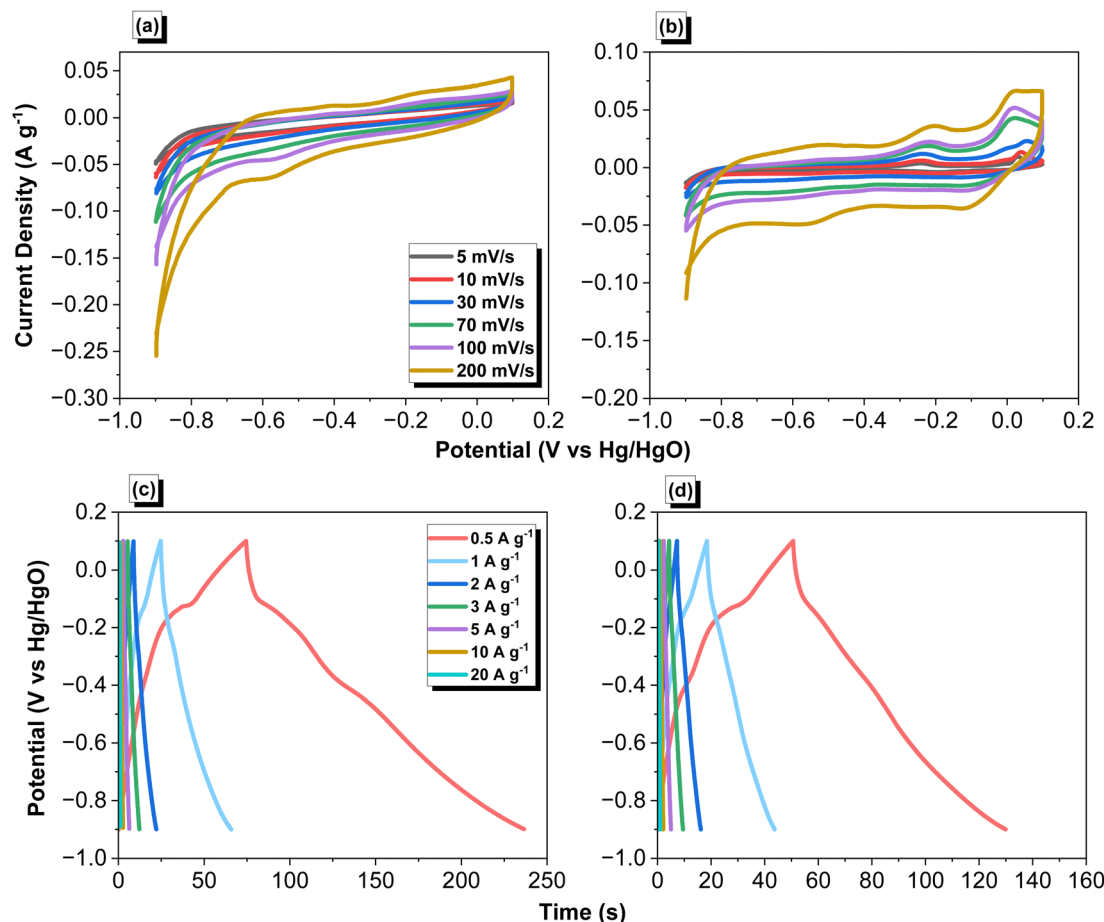 (a)
(b)
Current Density (A g⁻¹)
0.05
0.00
−0.05
−0.10
−0.15
−0.20
−0.25
−0.30
−1.0 −0.8 −0.6 −0.4 −0.2 0.0 0.2
5 mV/s
10 mV/s
30 mV/s
70 mV/s
100 mV/s
200 mV/s
0.10
0.05
0.00
−0.05
−0.10
−0.15
−0.20
−1.0 −0.8 −0.6 −0.4 −0.2 0.0 0.2
Potential (V vs Hg/HgO)
(c)
(d)
Potential (V vs Hg/HgO)
0.2
0.0
−0.2
−0.4
−0.6
−0.8
−1.0
0 50 100 150 200 250
0.5 A g⁻¹
1 A g⁻¹
2 A g⁻¹
3 A g⁻¹
5 A g⁻¹
10 A g⁻¹
20 A g⁻¹
0.2
0.0
−0.2
−0.4
−0.6
−0.8
−1.0
0 20 40 60 80 100 120 140 160
Time (s)